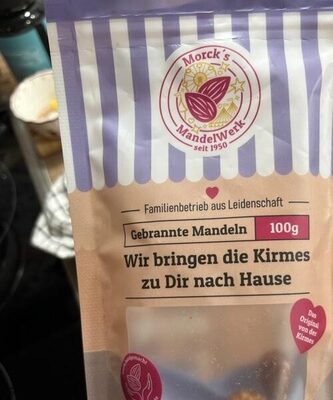 Morck´s
MandelWerk
seit 1950
Familienbetrieb aus Leidenschaft
Gebrannte Mandeln 100g
Wir bringen die Kirmes
zu Dir nach Hause
Das
Original
von der
Kirmes